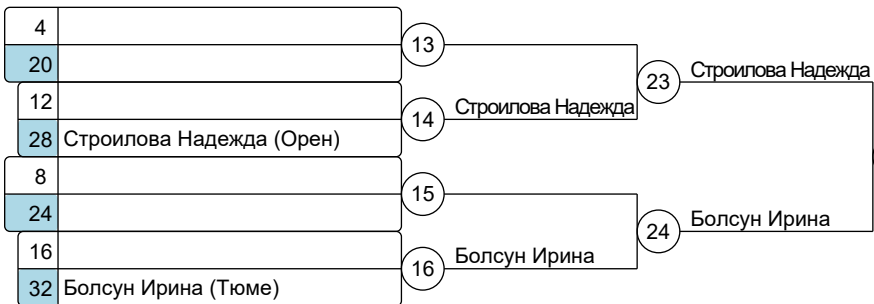 4
13
20
23
Строилова Надежда
12
14
Строилова Надежда
28 Строилова Надежда (Орен)
8
15
24
24
Болсун Ирина
16
16
Болсун Ирина
32 Болсун Ирина (Тюме)